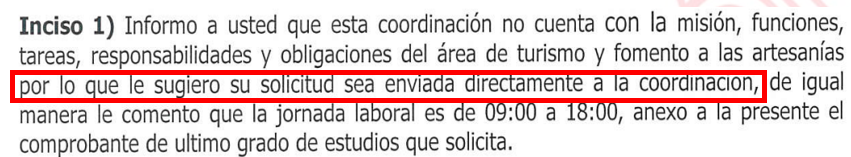 Inciso 1) Informo a usted que esta coordinación no cuenta con la misión, funciones,
tareas, responsabilidades y obligaciones del área de turismo y fomento a las artesanías
por lo que le sugiero su solicitud sea enviada directamente a la coordinación, de igual
manera le comento que la jornada laboral es de 09:00 a 18:00, anexo a la presente el
comprobante de ultimo grado de estudios que solicita.